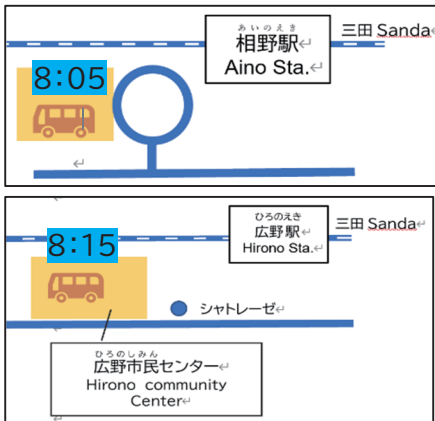 あいのえき
相野駅
Aino Sta.
三田 Sanda
8:05
ひろのえき
広野駅
Hirono Sta.
三田 Sanda
8:15
シャトレーゼ
ひろのしみん
広野市民センター
Hirono community
Center